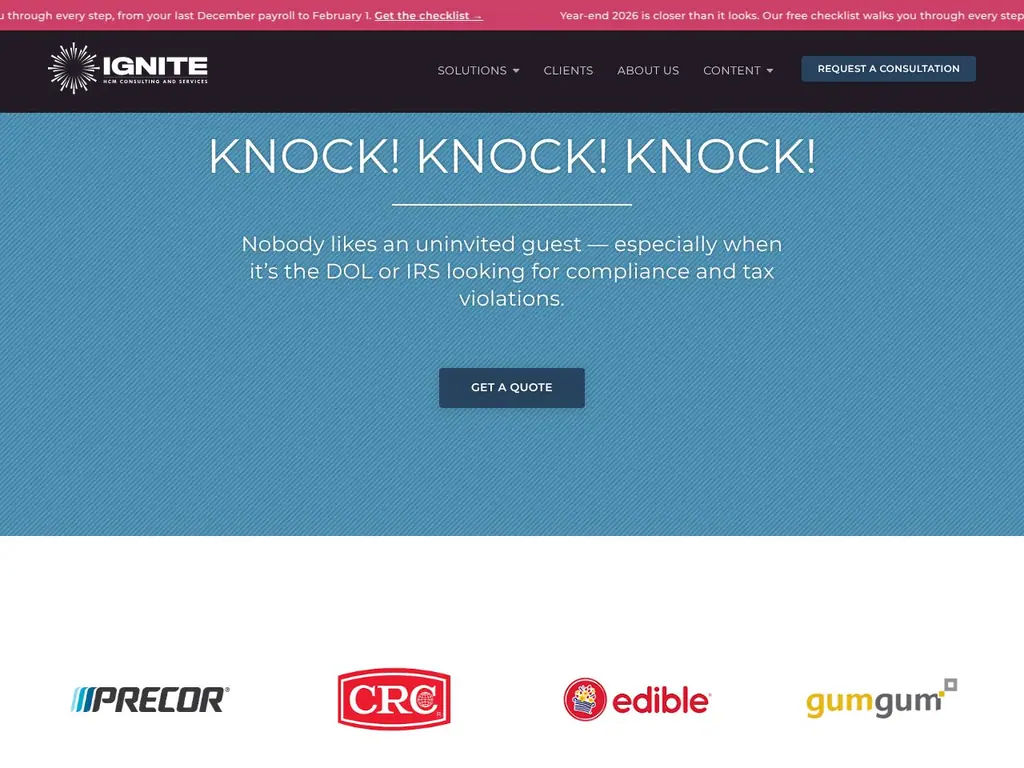 u through every step, from your last December payroll to February 1. Get the checklist → Year-end 2026 is closer than it looks. Our free checklist walks you through every step
IGNITE
HCM CONSULTING AND SERVICES
SOLUTIONS CLIENTS ABOUT US CONTENT REQUEST A CONSULTATION
KNOCK! KNOCK! KNOCK!
Nobody likes an uninvited guest — especially when
it's the DOL or IRS looking for compliance and tax
violations.
GET A QUOTE
PRECOR®
CRC®
edible®
gumgum